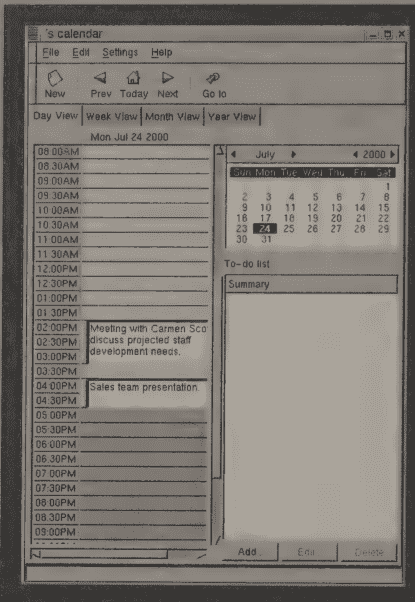 's calendar
File Edit Settings Help
New Prev Today Next Go to
Day View Week View Month View Year View
Mon Jul 24 2000
08:00AM
08:30AM
09:00AM
09:30AM
10:00AM
10:30AM
11:00AM
11:30AM
12:00PM
12:30PM
01:00PM
01:30PM
02:00PM Meeting with Carmen Sco
02:30PM discuss projected staff
03:00PM development needs.
03:30PM
04:00PM Sales team presentation.
04:30PM
05:00PM
05:30PM
06:00PM
06:30PM
07:00PM
07:30PM
08:00PM
08:30PM
09:00PM
July 2000
Sun Mon Tue Wed Thu Fri Sat
1
2 3 4 5 6 7 8
9 10 11 12 13 14 15
16 17 18 19 20 21 22
23 24 25 26 27 28 29
30 31
To-do list
Summary
Add... Edit... Delete